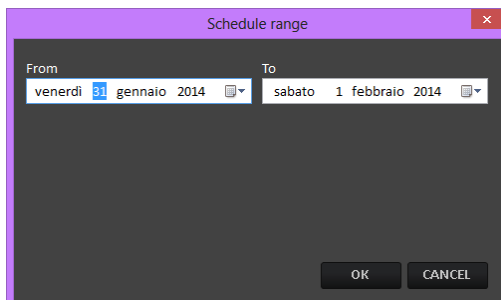 Schedule range
From To
venerdì 31 gennaio 2014 sabato 1 febbraio 2014
OK CANCEL